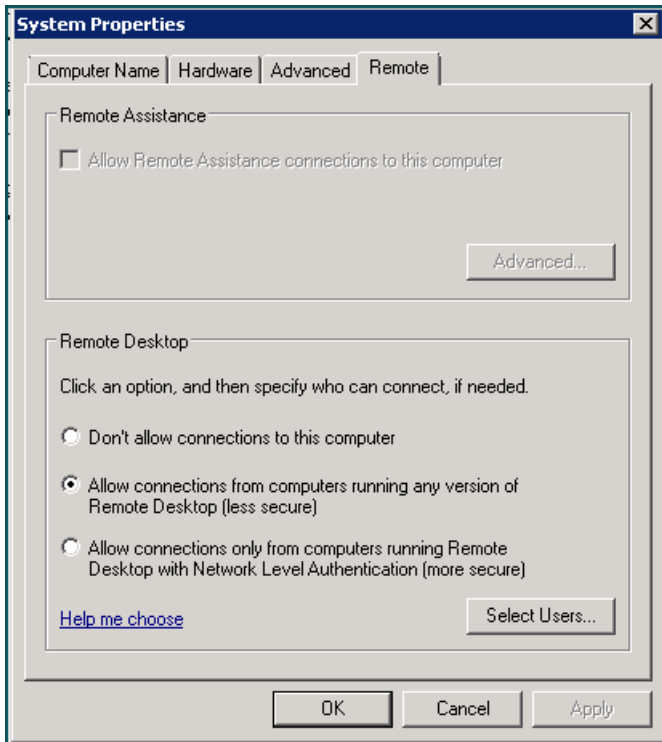 System Properties
Computer Name Hardware Advanced Remote
Remote Assistance
Allow Remote Assistance connections to this computer
Advanced...
Remote Desktop
Click an option, and then specify who can connect, if needed.
Don't allow connections to this computer
Allow connections from computers running any version of
Remote Desktop (less secure)
Allow connections only from computers running Remote
Desktop with Network Level Authentication (more secure)
Help me choose
Select Users...
OK Cancel Apply